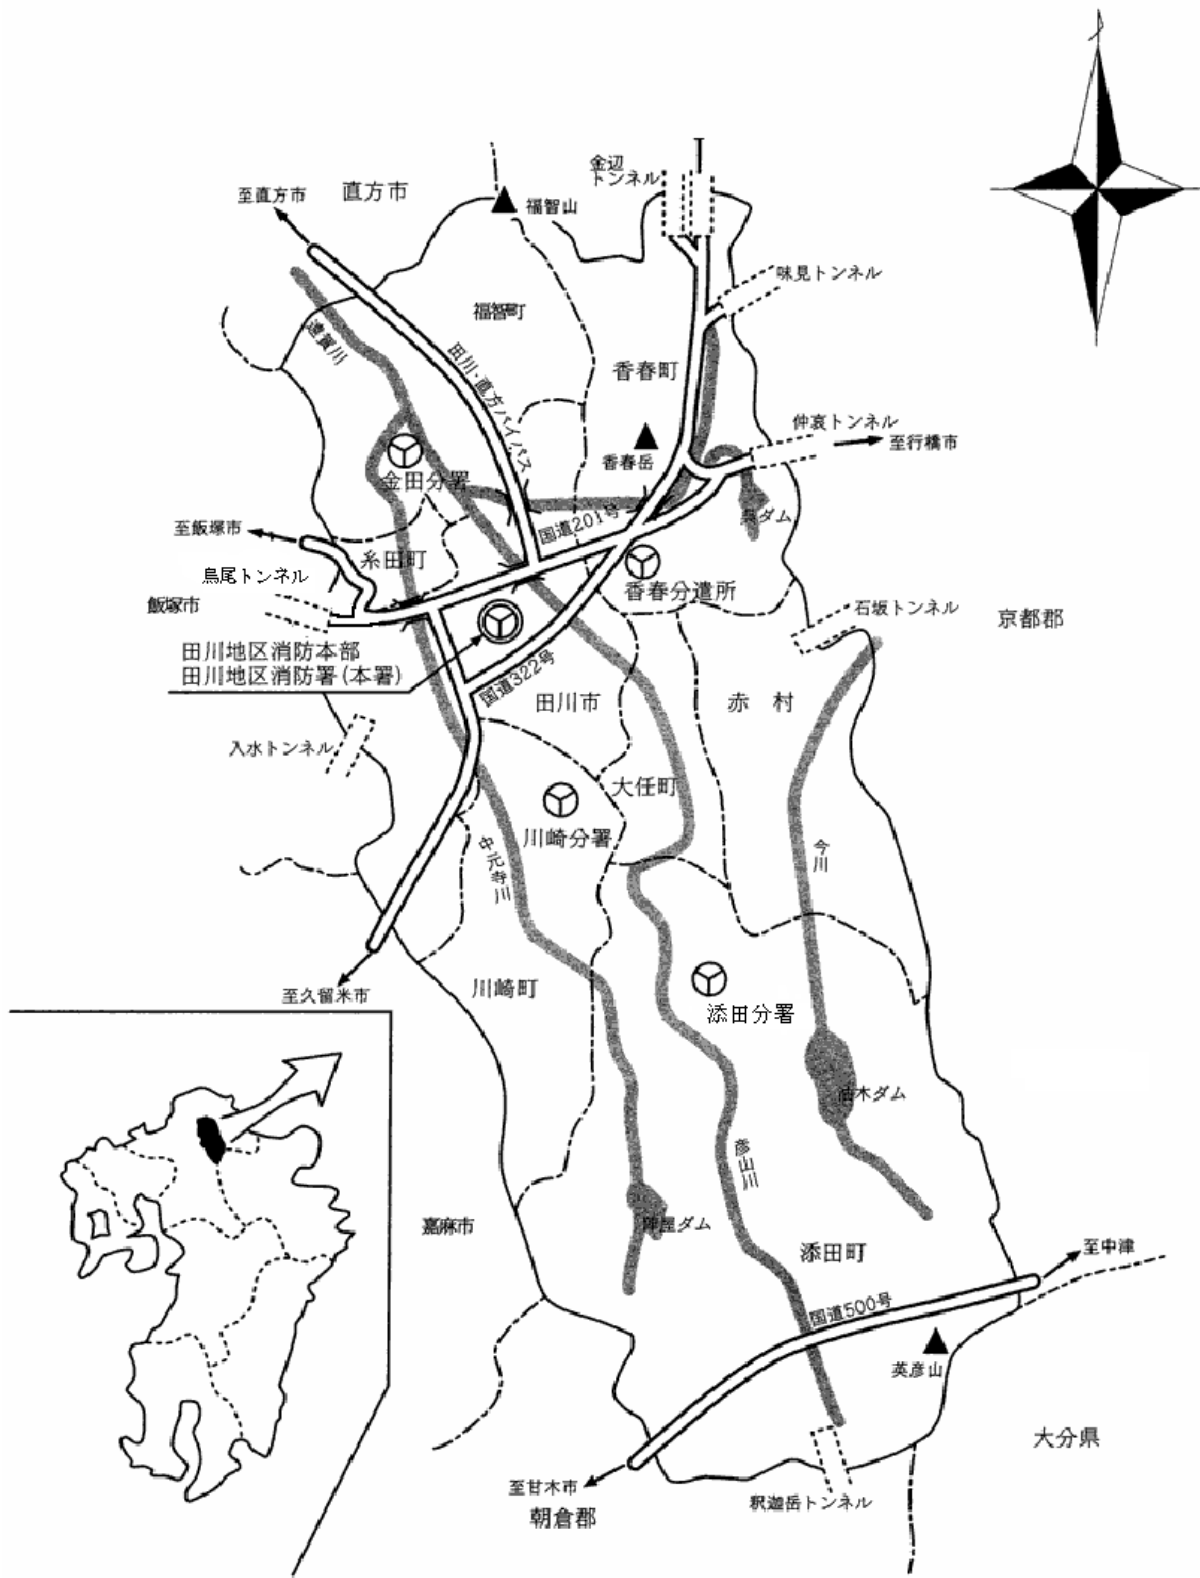 金辺
トンネル
至直方市
直方市
福智山
味見トンネル
福智町
遠賀川
田川・直方バイパス
香春町
仲哀トンネル
至行橋市
香春岳
金田分署
国道201号
至飯塚市
糸田町
烏尾トンネル
香春分遣所
飯塚市
石坂トンネル
京都郡
田川地区消防本部
田川地区消防署(本署)
国道322号
田川市
赤 村
入水トンネル
大任町
川崎分署
中元寺川
今川
川崎町
至久留米市
添田分署
油木ダム
彦山川
嘉麻市
陣屋ダム
添田町
至中津
国道500号
英彦山
大分県
至甘木市
朝倉郡
釈迦岳トンネル